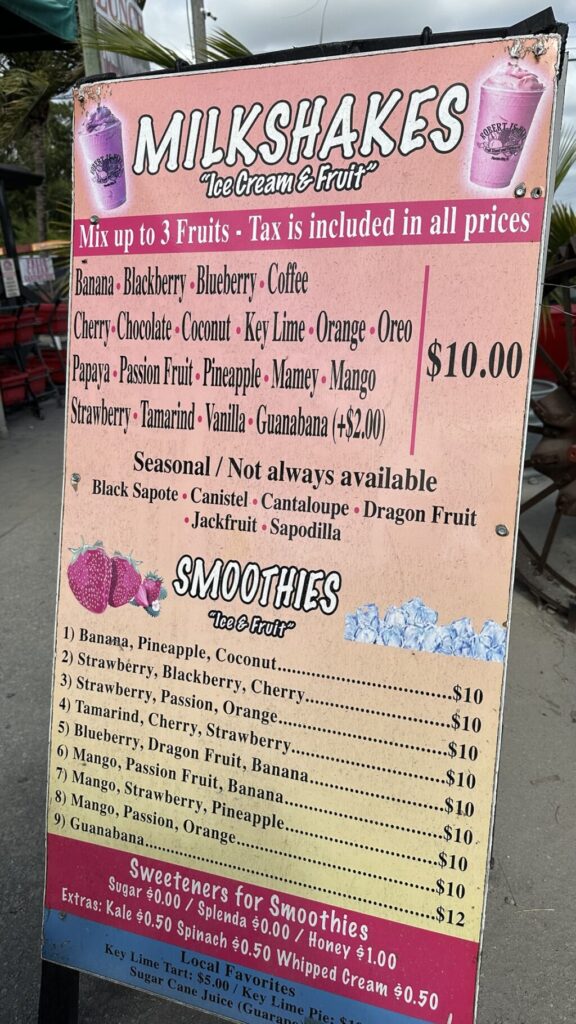 LUNCH
MILKSHAKES
"Ice Cream & Fruit"
ROBERT IS HERE
Mix up to 3 Fruits - Tax is included in all prices
Banana • Blackberry • Blueberry • Coffee
Cherry • Chocolate • Coconut • Key Lime • Orange • Oreo
Papaya • Passion Fruit • Pineapple • Mamey • Mango
Strawberry • Tamarind • Vanilla • Guanabana (+$2.00)
$10.00
Seasonal / Not always available
Black Sapote • Canistel • Cantaloupe • Dragon Fruit
• Jackfruit • Sapodilla
SMOOTHIES
"Ice & Fruit"
1) Banana, Pineapple, Coconut..........$10
2) Strawberry, Blackberry, Cherry..........$10
3) Strawberry, Passion, Orange..........$10
4) Tamarind, Cherry, Strawberry..........$10
5) Blueberry, Dragon Fruit, Banana..........$10
6) Mango, Passion Fruit, Banana..........$10
7) Mango, Strawberry, Pineapple..........$10
8) Mango, Passion, Orange..........$10
9) Guanabana..........$12
Sweeteners for Smoothies
Sugar $0.00 / Splenda $0.00 / Honey $1.00
Extras: Kale $0.50 Spinach $0.50 Whipped Cream $0.50
Local Favorites
Key Lime Tart: $5.00 / Key Lime Pie:
Sugar Cane Juice